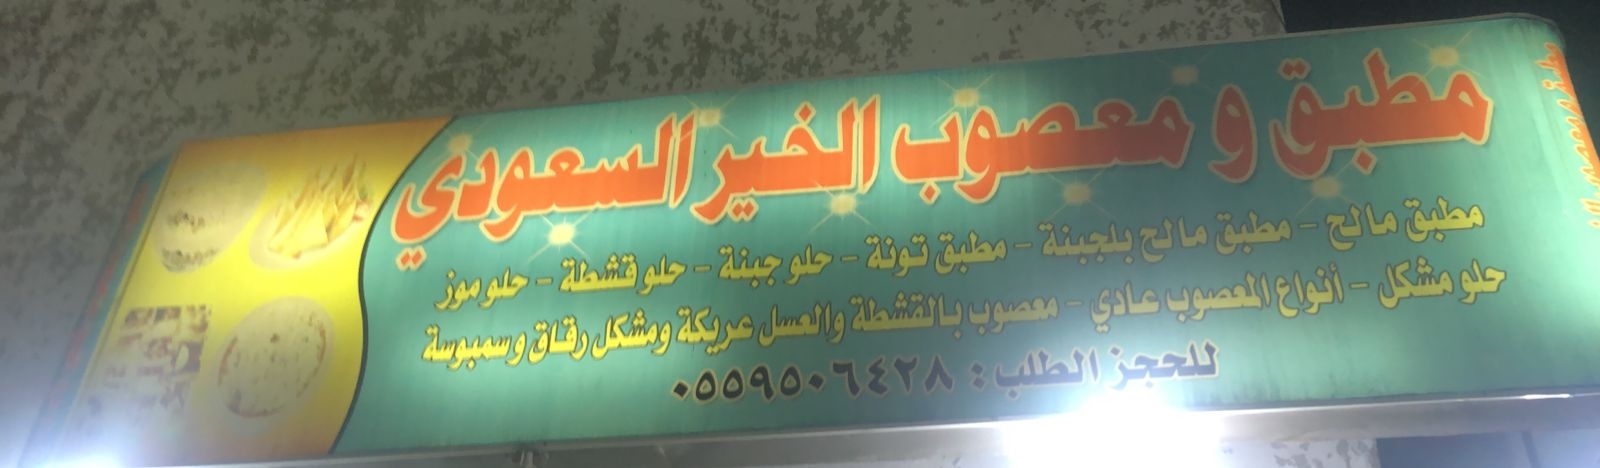 مطبق و معصوب الخير السعودي
مطبق مالح - مطبق مالح بلجبنة - مطبق تونة - حلو جبنة - حلو قشطة - حلو موز
حلو مشكل - أنواع المعصوب عادي - معصوب بالقشطة والعسل عريكة ومشكل رقاق وسمبوسة
للحجز الطلب : ٠٥٥٩٥٠٦٤٢٨